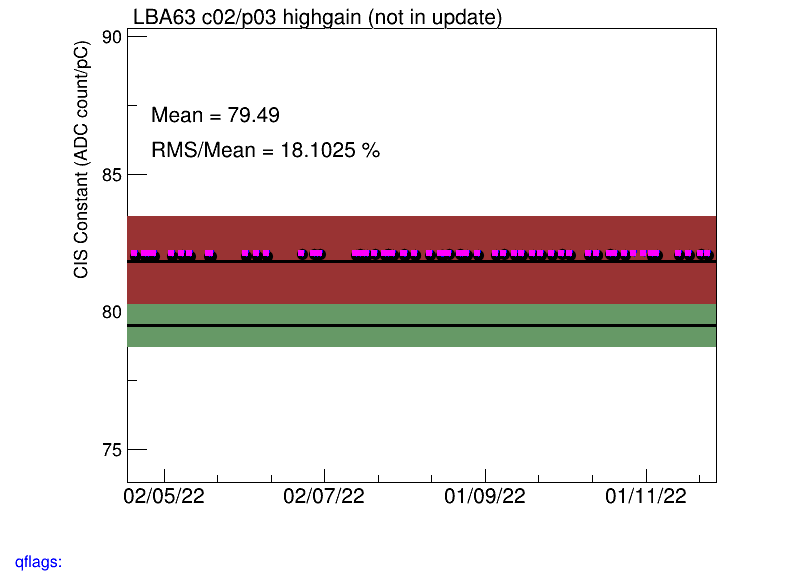 LBA63 c02/p03 highgain (not in update)
CIS Constant (ADC count/pC)
90
Mean = 79.49
RMS/Mean = 18.1025 %
85
80
75
02/05/22 02/07/22 01/09/22 01/11/22
qflags: